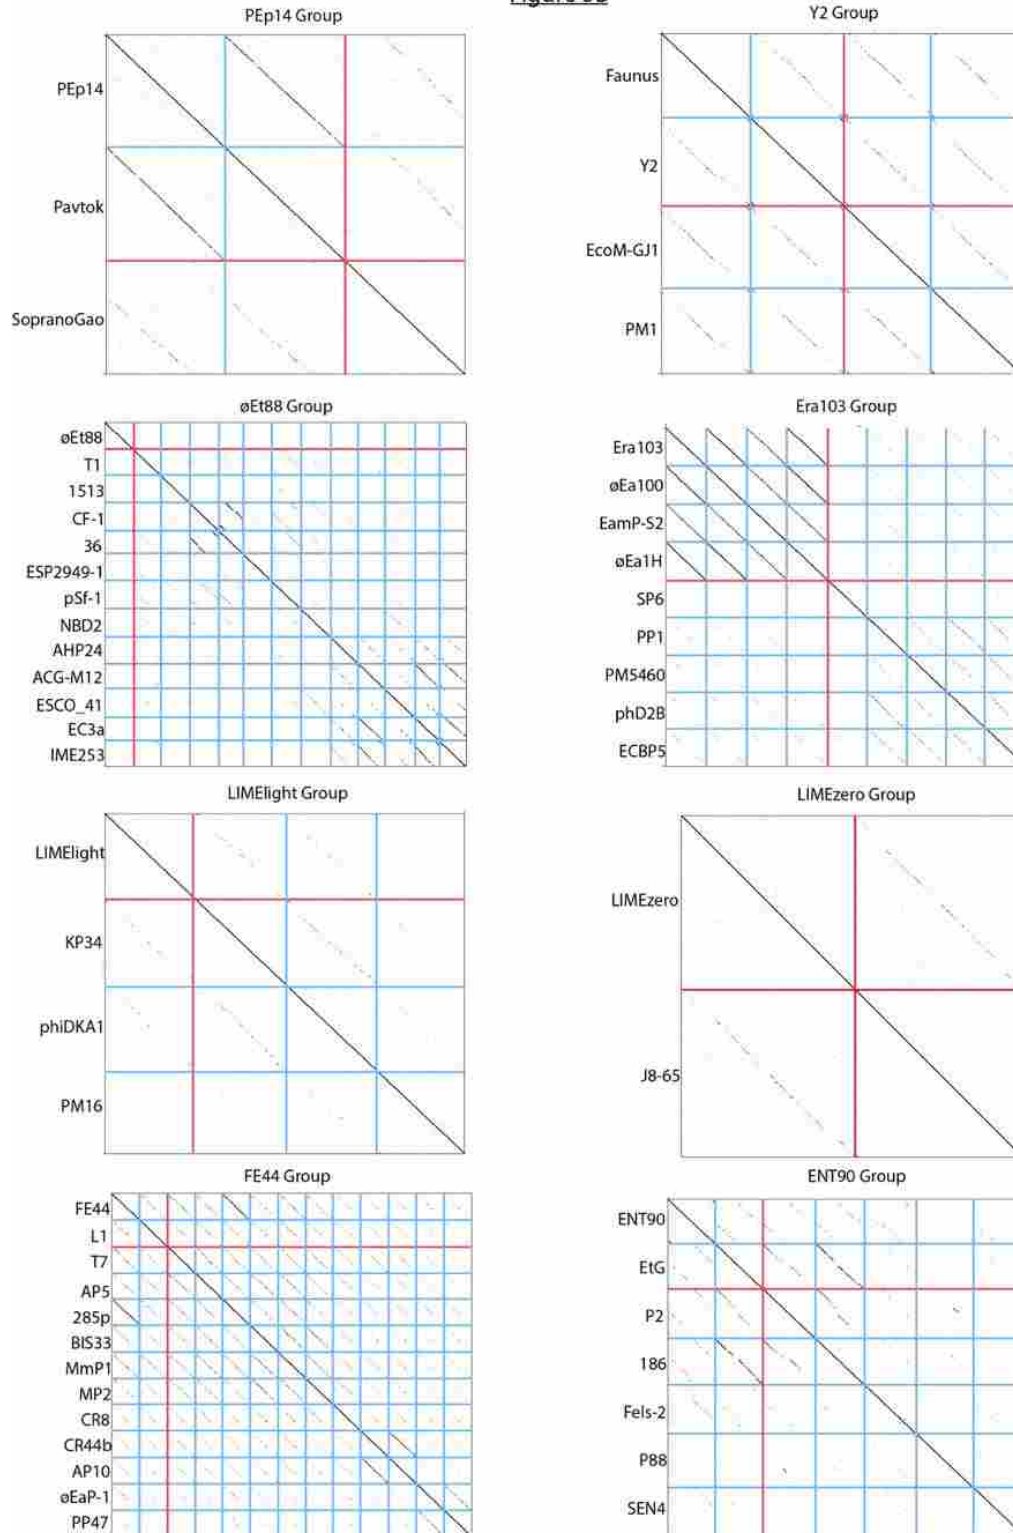 PEp14 Group
PEp14
Pavtok
SopranoGao
Y2 Group
Faunus
Y2
EcoM-GJ1
PM1
øEt88 Group
øEt88
T1
1513
CF-1
36
ESP2949-1
pSf-1
NBD2
AHP24
ACG-M12
ESCO_41
EC3a
IME253
Era103 Group
Era103
øEa100
EamP-S2
øEa1H
SP6
PP1
PM5460
phD2B
ECBP5
LIMElight Group
LIMElight
KP34
phiDKA1
PM16
LIMEzero Group
LIMEzero
J8-65
FE44 Group
FE44
L1
T7
AP5
285p
BIS33
MmP1
MP2
CR8
CR44b
AP10
øEaP-1
PP47
ENT90 Group
ENT90
EtG
P2
186
Fels-2
P88
SEN4